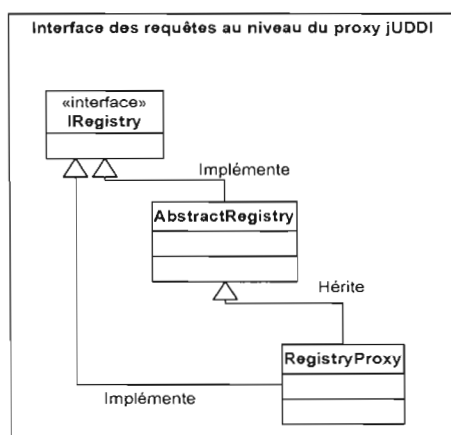 Interface des requêtes au niveau du proxy jUDDI
«interface»
IRegistry
Implémente
AbstractRegistry
Hérite
RegistryProxy
Implémente